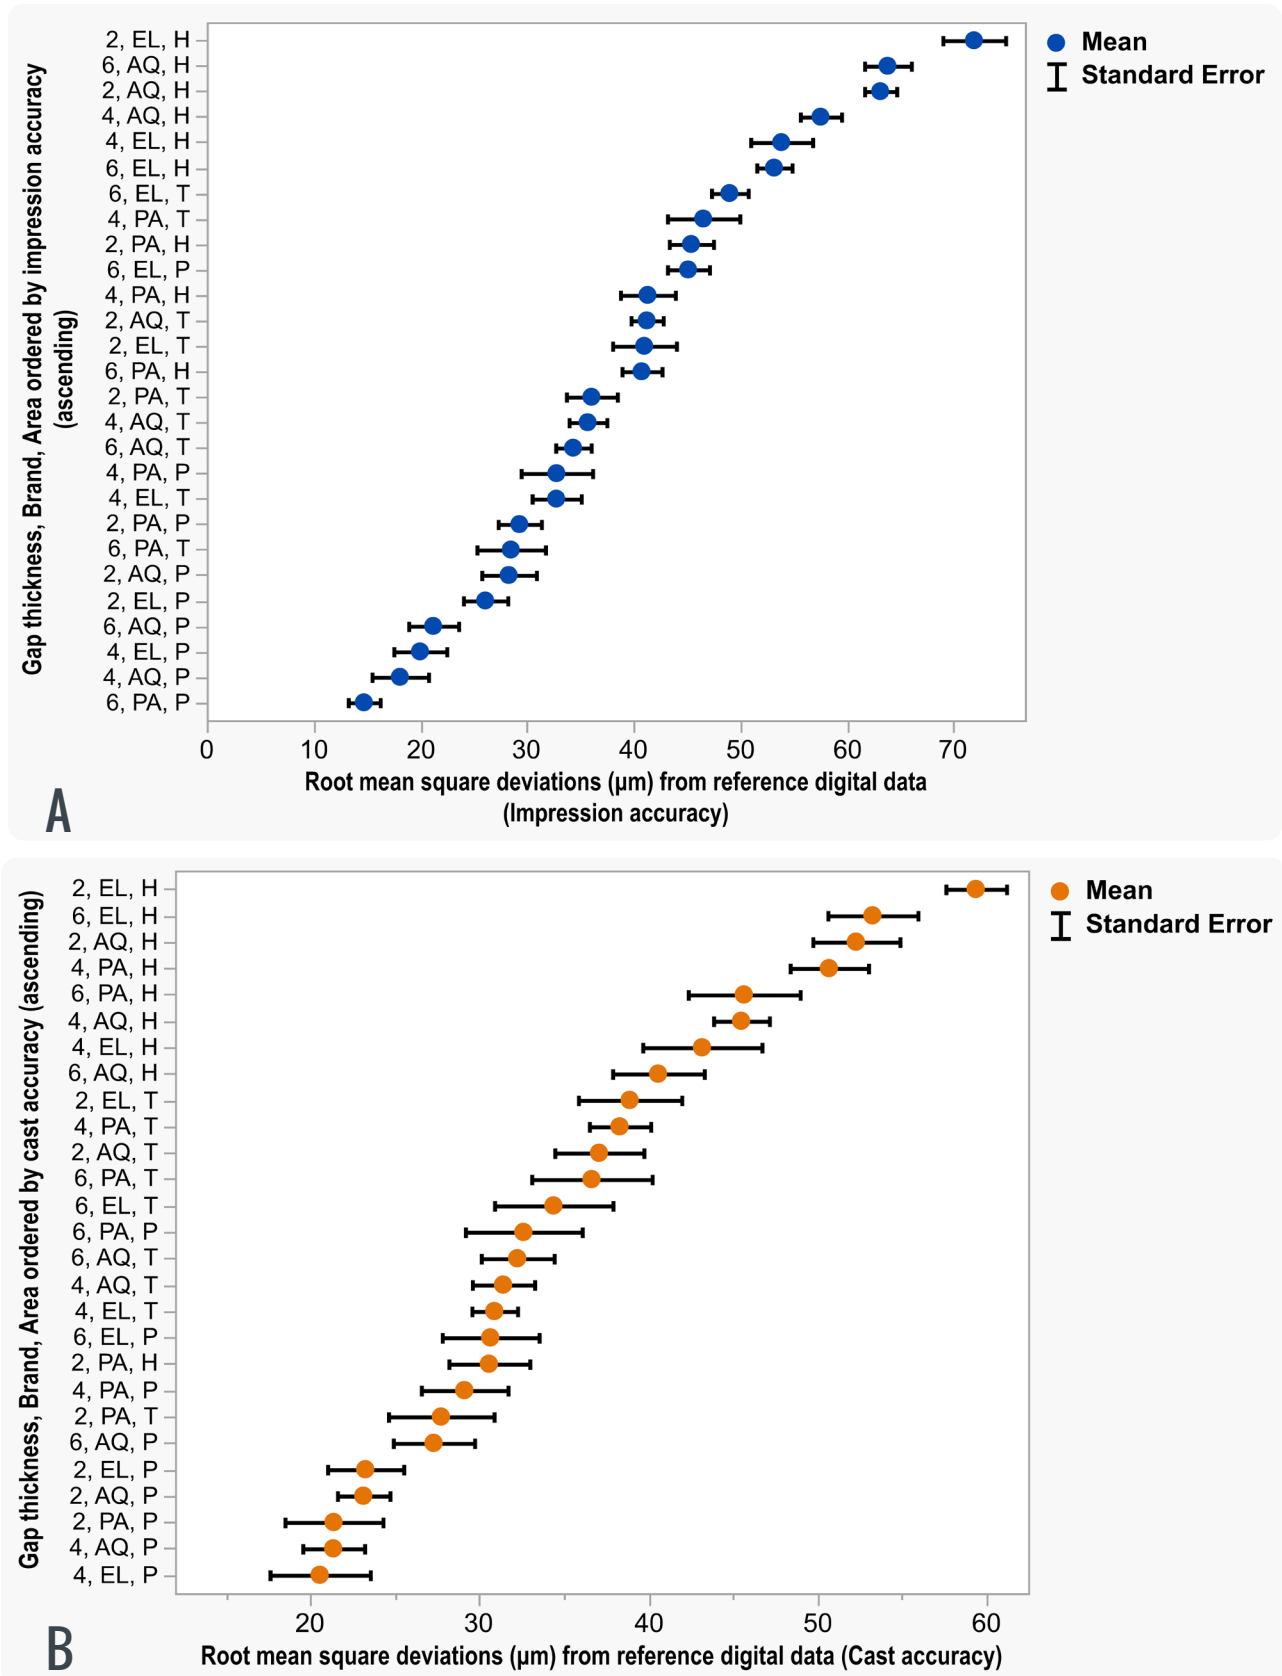 Gap thickness, Brand, Area ordered by impression accuracy
(ascending)
2, EL, H
6, AQ, H
2, AQ, H
4, AQ, H
4, EL, H
6, EL, H
6, EL, T
4, PA, T
2, PA, H
6, EL, P
4, PA, H
2, AQ, T
2, EL, T
6, PA, H
2, PA, T
4, AQ, T
6, AQ, T
4, PA, P
4, EL, T
2, PA, P
6, PA, T
2, AQ, P
2, EL, P
6, AQ, P
4, EL, P
4, AQ, P
6, PA, P
Mean
Standard Error
0 10 20 30 40 50 60 70
Root mean square deviations (µm) from reference digital data
(Impression accuracy)
A
Gap thickness, Brand, Area ordered by cast accuracy (ascending)
2, EL, H
6, EL, H
2, AQ, H
4, PA, H
6, PA, H
4, AQ, H
4, EL, H
6, AQ, H
2, EL, T
4, PA, T
2, AQ, T
6, PA, T
6, EL, T
6, PA, P
6, AQ, T
4, AQ, T
4, EL, T
6, EL, P
2, PA, H
4, PA, P
2, PA, T
6, AQ, P
2, EL, P
2, AQ, P
2, PA, P
4, AQ, P
4, EL, P
Mean
Standard Error
20 30 40 50 60
Root mean square deviations (µm) from reference digital data (Cast accuracy)
B